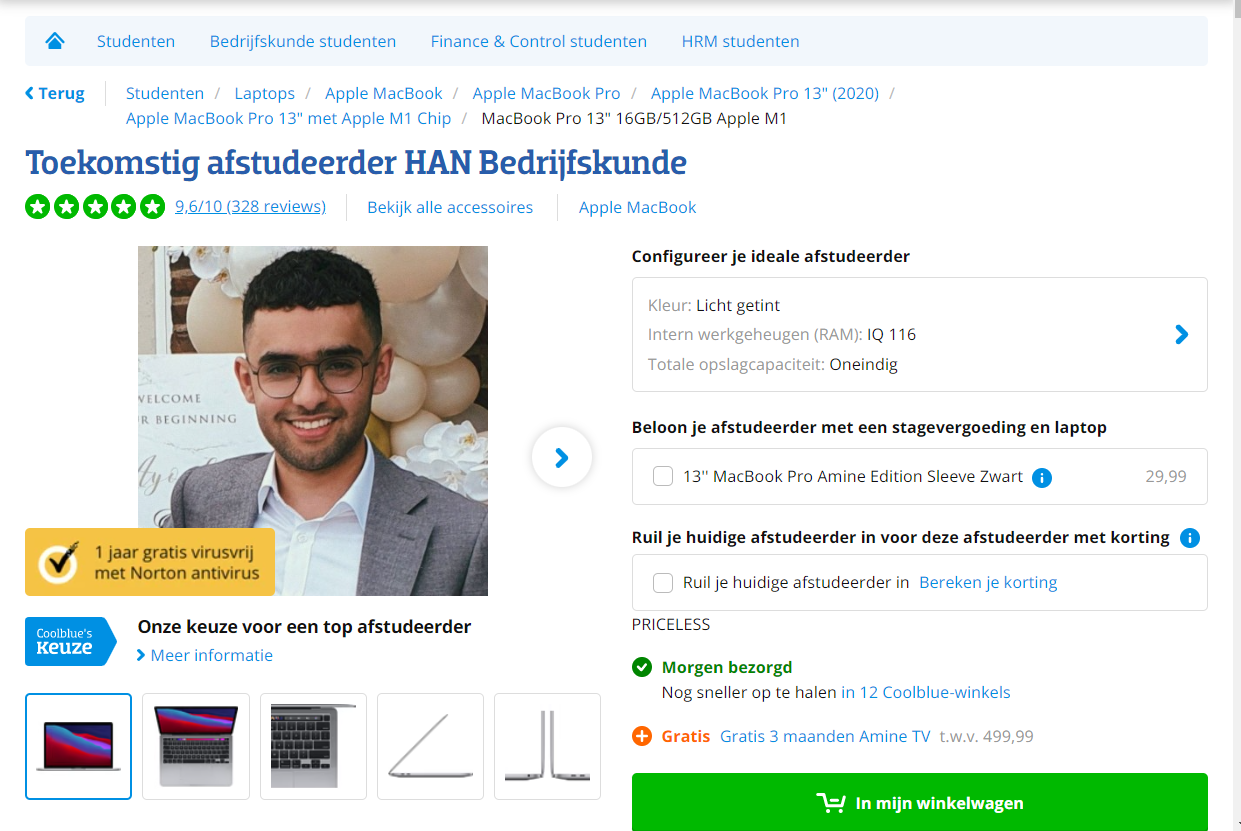 Studenten Bedrijfskunde studenten Finance & Control studenten HRM studenten
Terug Studenten / Laptops / Apple MacBook / Apple MacBook Pro / Apple MacBook Pro 13" (2020) /
Apple MacBook Pro 13" met Apple M1 Chip / MacBook Pro 13" 16GB/512GB Apple M1
Toekomstig afstudeerder HAN Bedrijfskunde
9,6/10 (328 reviews) Bekijk alle accessoires Apple MacBook
Configureer je ideale afstudeerder
Kleur: Licht getint
Intern werkgeheugen (RAM): IQ 116
Totale opslagcapaciteit: Oneindig
ELCOME
R BEGINNING
Beloon je afstudeerder met een stagevergoeding en laptop
13'' MacBook Pro Amine Edition Sleeve Zwart 29,99
Ruil je huidige afstudeerder in voor deze afstudeerder met korting
Ruil je huidige afstudeerder in Bereken je korting
PRICELESS
1 jaar gratis virusvrij
met Norton antivirus
Coolblue's
Keuze
Onze keuze voor een top afstudeerder
Meer informatie
Morgen bezorgd
Nog sneller op te halen in 12 Coolblue-winkels
Gratis Gratis 3 maanden Amine TV t.w.v. 499,99
In mijn winkelwagen